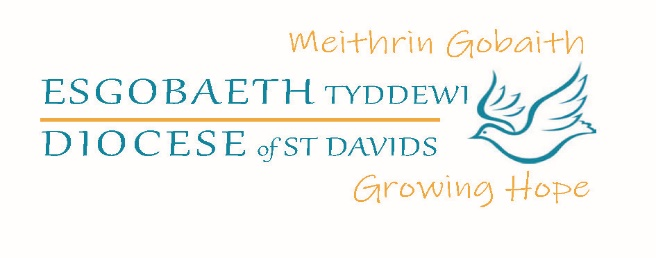 Meithrin Gobaith
ESGOBAETH TYDDEWI
DIOCESE of ST DAVIDS
Growing Hope